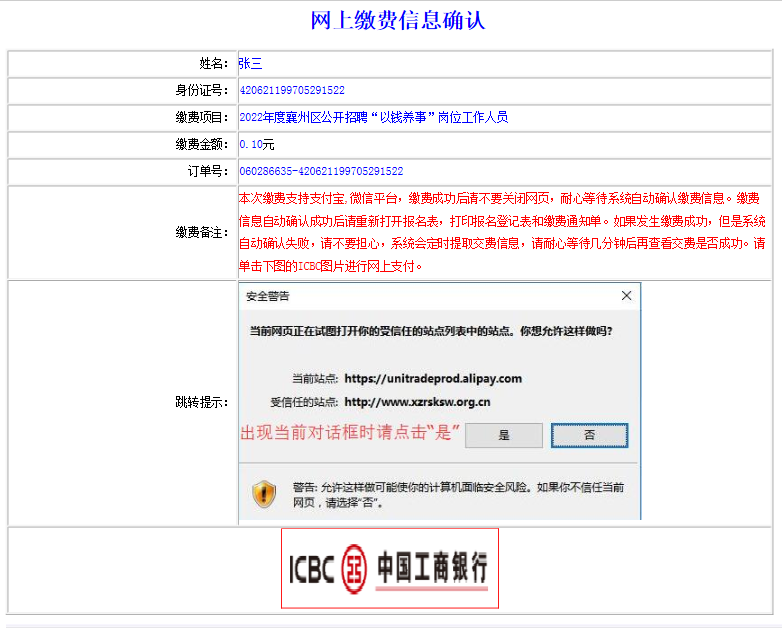 网上缴费信息确认
姓名: 张三
身份证号: 420621199705291522
缴费项目: 2022年度襄州区公开招聘“以钱养事”岗位工作人员
缴费金额: 0.10元
订单号: 060286635-420621199705291522
本次缴费支持支付宝,微信平台，缴费成功后请不要关闭网页，耐心等待系统自动确认缴费信息。缴费
信息自动确认成功后请重新打开报名表，打印报名登记表和缴费通知单。如果发生缴费成功，但是系统
缴费备注:
自动确认失败，请不要担心，系统会定时提取交费信息，请耐心等待几分钟后再查看交费是否成功。请
单击下图的ICBC图片进行网上支付。
安全警告
当前网页正在试图打开你的受信任的站点列表中的站点。你想允许这样做吗?
当前站点: https://unitradeprod.alipay.com
跳转提示:
受信任的站点: http://www.xzrsksw.org.cn
出现当前对话框时请点击“是” 是 否
警告: 允许这样做可能使你的计算机面临安全风险。如果你不信任当前
网页，请选择“否”。
ICBC 中国工商银行